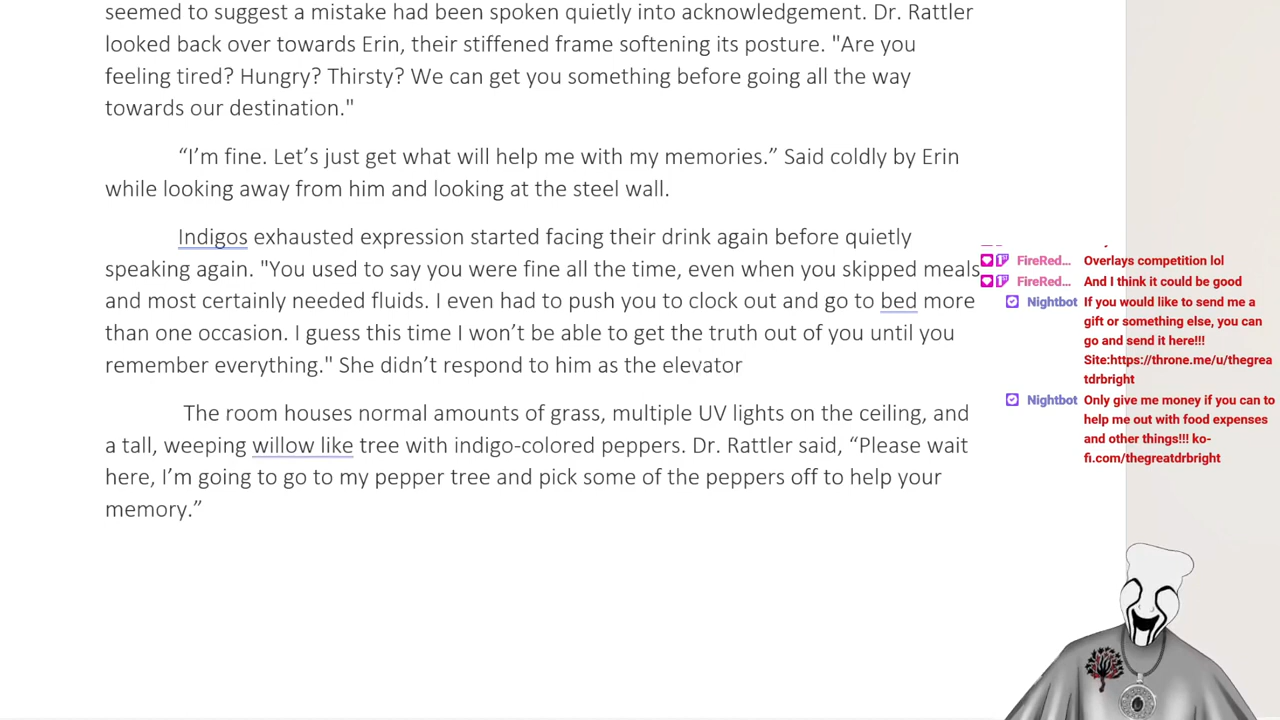 seemed to suggest a mistake had been spoken quietly into acknowledgement. Dr. Rattler
looked back over towards Erin, their stiffened frame softening its posture. "Are you
feeling tired? Hungry? Thirsty? We can get you something before going all the way
towards our destination."
“I’m fine. Let’s just get what will help me with my memories.” Said coldly by Erin
while looking away from him and looking at the steel wall.
Indigos exhausted expression started facing their drink again before quietly
speaking again. "You used to say you were fine all the time, even when you skipped meals
and most certainly needed fluids. I even had to push you to clock out and go to bed more
than one occasion. I guess this time I won’t be able to get the truth out of you until you
remember everything." She didn’t respond to him as the elevator
The room houses normal amounts of grass, multiple UV lights on the ceiling, and
a tall, weeping willow like tree with indigo-colored peppers. Dr. Rattler said, “Please wait
here, I’m going to go to my pepper tree and pick some of the peppers off to help your
memory.”
FireRed... Overlays competition lol
FireRed... And I think it could be good
Nightbot If you would like to send me a
gift or something else, you can
go and send it here!!!
Site:https://throne.me/u/thegrea
tdrbright
Nightbot Only give me money if you can to
help me out with food expenses
and other things!!! ko-
fi.com/thegreatdrbright